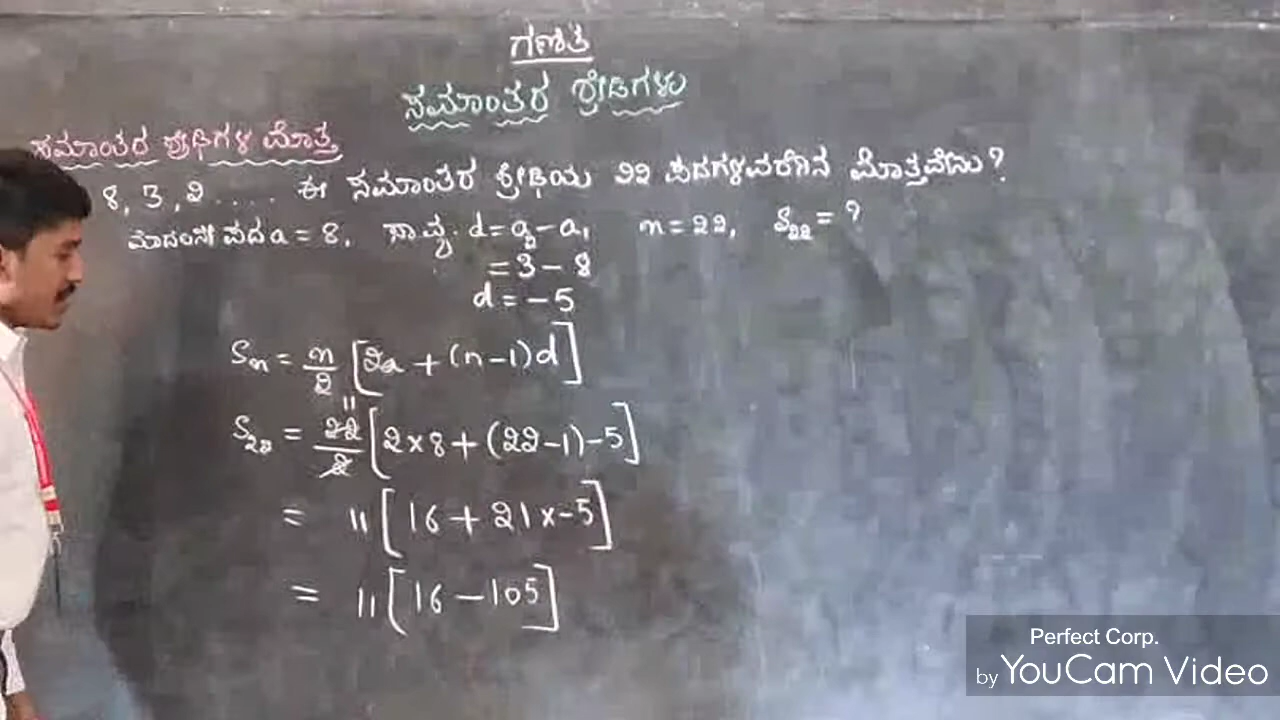 ಗಣಿತ
ಸಮಾಂತರ ಶ್ರೇಢಿಗಳು
ಸಮಾಂತರ ಶ್ರೇಢಿಗಳ ಮೊತ್ತ
8, 3, 2 .... ಈ ಸಮಾಂತರ ಶ್ರೇಢಿಯ 22 ಪದಗಳವರೆಗಿನ ಮೊತ್ತವೇನು?
ಮೊದಲನೇ ಪದ a = 8, ಸಾ.ವ್ಯ. d = a₂ - a₁ n = 22, S₂₂ = ?
= 3 - 8
d = -5
Sₙ = n/2 [2a + (n-1)d]
11
S₂₂ = 22/2 [2×8 + (22-1)-5]
= 11 [16 + 21×-5]
= 11 [16 - 105]
Perfect Corp.
by YouCam Video